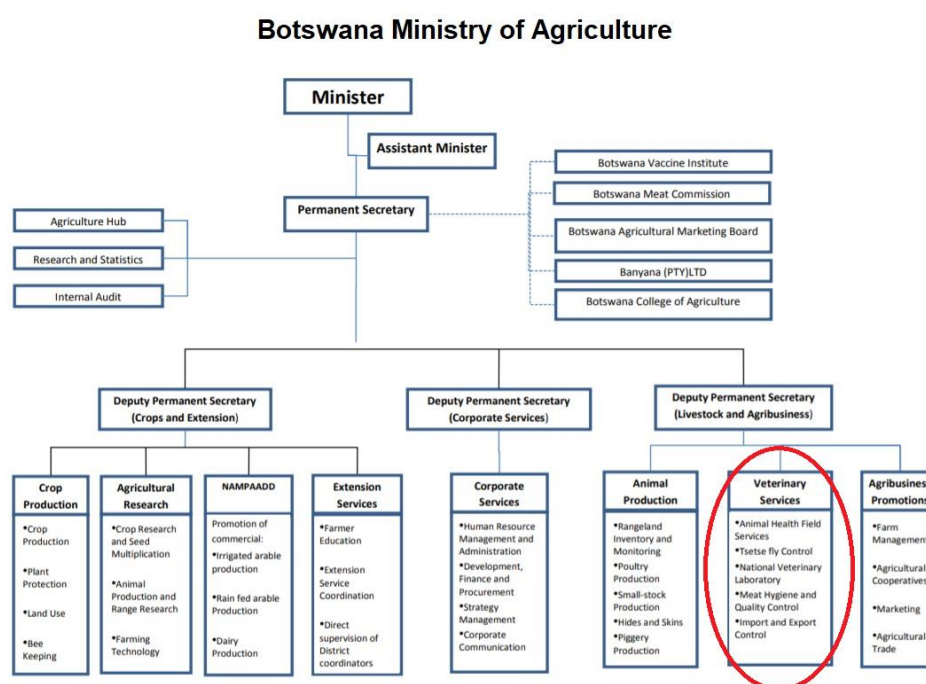 Botswana Ministry of Agriculture
Minister
Assistant Minister
Permanent Secretary
Botswana Vaccine Institute
Botswana Meat Commission
Botswana Agricultural Marketing Board
Banyana (PTY)LTD
Botswana College of Agriculture
Agriculture Hub
Research and Statistics
Internal Audit
Deputy Permanent Secretary
(Crops and Extension)
Deputy Permanent Secretary
(Corporate Services)
Deputy Permanent Secretary
(Livestock and Agribusiness)
Crop
Production
•Crop
Production
•Plant
Protection
•Land Use
•Bee
Keeping
Agricultural
Research
•Crop Research
and Seed
Multiplication
•Animal
Production and
Range Research
•Farming
Technology
NAMPAADD
Promotion of
commercial:
•Irrigated arable
production
•Rain fed arable
Production
•Dairy
Production
Extension
Services
•Farmer
Education
•Extension
Service
Coordination
•Direct
supervision of
District
coordinators
Corporate
Services
•Human Resource
Management and
Administration
•Development,
Finance and
Procurement
•Strategy
Management
•Corporate
Communication
Animal
Production
•Rangeland
Inventory and
Monitoring
•Poultry
Production
•Small-stock
Production
•Hides and Skins
•Piggery
Production
Veterinary
Services
•Animal Health Field
Services
•Tsetse fly Control
•National Veterinary
Laboratory
•Meat Hygiene and
Quality Control
•Import and Export
Control
Agribusiness
Promotions
•Farm
Management
•Agricultural
Cooperatives
•Marketing
•Agricultural
Trade